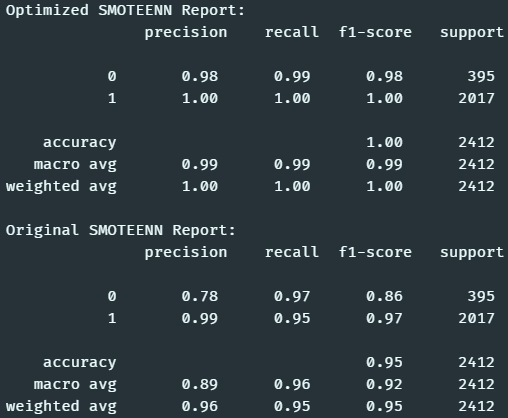 Optimized SMOTEENN Report:
precision recall f1-score support
0 0.98 0.99 0.98 395
1 1.00 1.00 1.00 2017
accuracy 1.00 2412
macro avg 0.99 0.99 0.99 2412
weighted avg 1.00 1.00 1.00 2412
Original SMOTEENN Report:
precision recall f1-score support
0 0.78 0.97 0.86 395
1 0.99 0.95 0.97 2017
accuracy 0.95 2412
macro avg 0.89 0.96 0.92 2412
weighted avg 0.96 0.95 0.95 2412